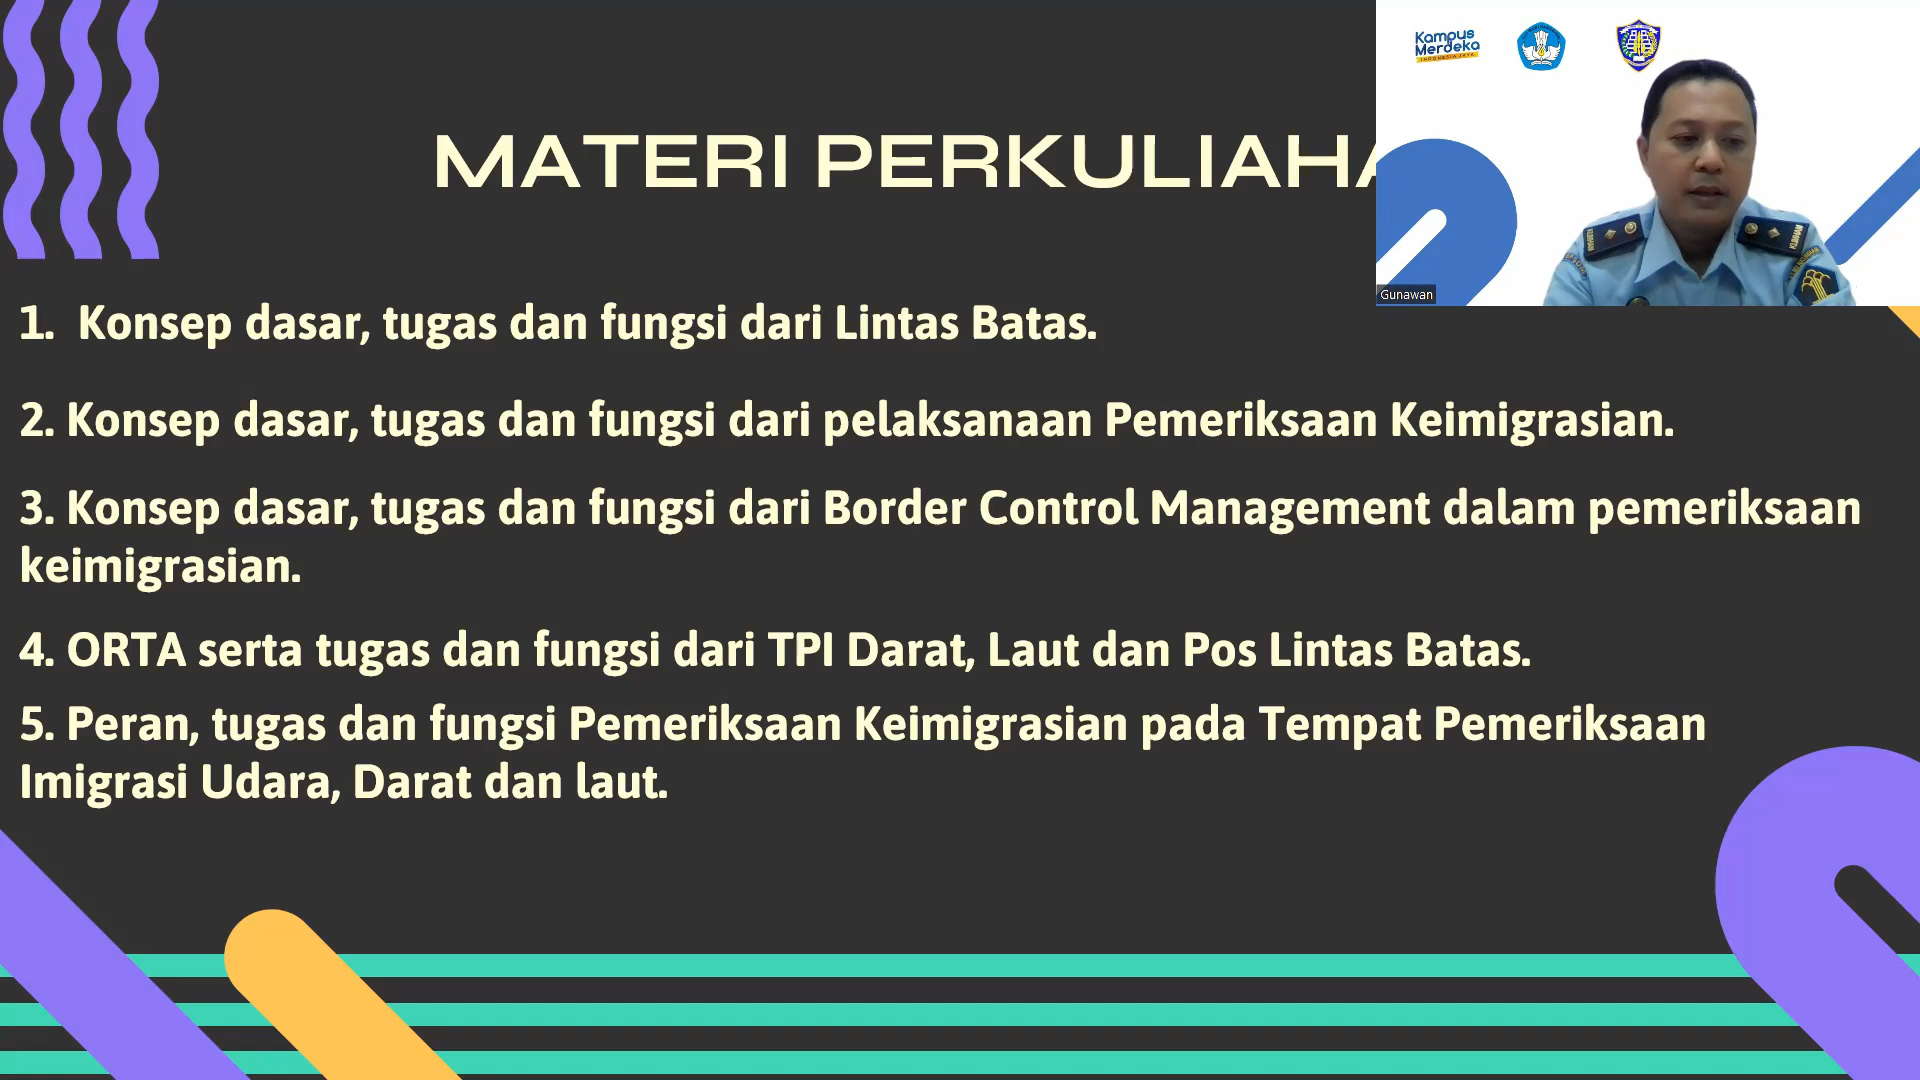 Kampus
Merdeka
INDONESIA JAYA
MATERI PERKULIAHA
Gunawan
1. Konsep dasar, tugas dan fungsi dari Lintas Batas.
2. Konsep dasar, tugas dan fungsi dari pelaksanaan Pemeriksaan Keimigrasian.
3. Konsep dasar, tugas dan fungsi dari Border Control Management dalam pemeriksaan
keimigrasian.
4. ORTA serta tugas dan fungsi dari TPI Darat, Laut dan Pos Lintas Batas.
5. Peran, tugas dan fungsi Pemeriksaan Keimigrasian pada Tempat Pemeriksaan
Imigrasi Udara, Darat dan laut.